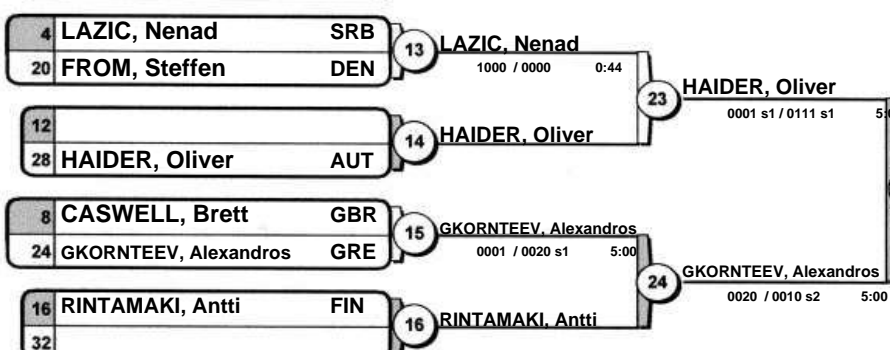 4 LAZIC, Nenad SRB
20 FROM, Steffen DEN
13
LAZIC, Nenad
1000 / 0000 0:44
12
28 HAIDER, Oliver AUT
14
HAIDER, Oliver
23
HAIDER, Oliver
0001 s1 / 0111 s1
8 CASWELL, Brett GBR
24 GKORNTEEV, Alexandros GRE
15
GKORNTEEV, Alexandros
0001 / 0020 s1 5:00
16 RINTAMAKI, Antti FIN
32
16
RINTAMAKI, Antti
24
GKORNTEEV, Alexandros
0020 / 0010 s2 5:00